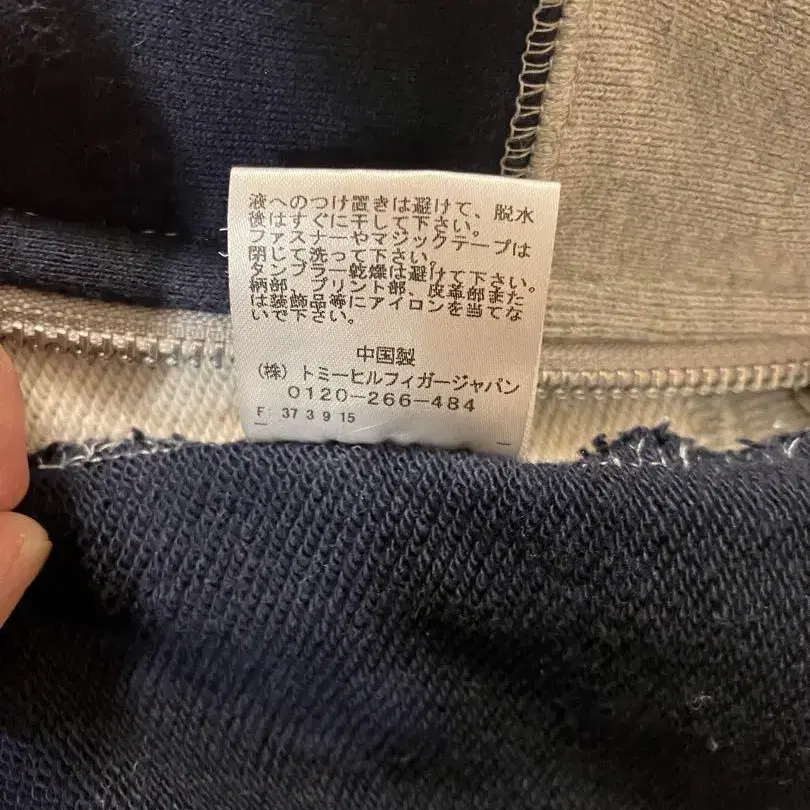 液へのつけ置きは避けて、脱水
後はすぐに干して下さい。
ファスナーやマジックテープは
閉じて洗って下さい。
タンブラー乾燥は避けて下さい。
柄部、プリント部、皮革部また
は装飾品等にアイロンを当てな
いで下さい。
中国製
(株)トミーヒルフィガージャパン
0120-266-484
F: 37 3 9 15